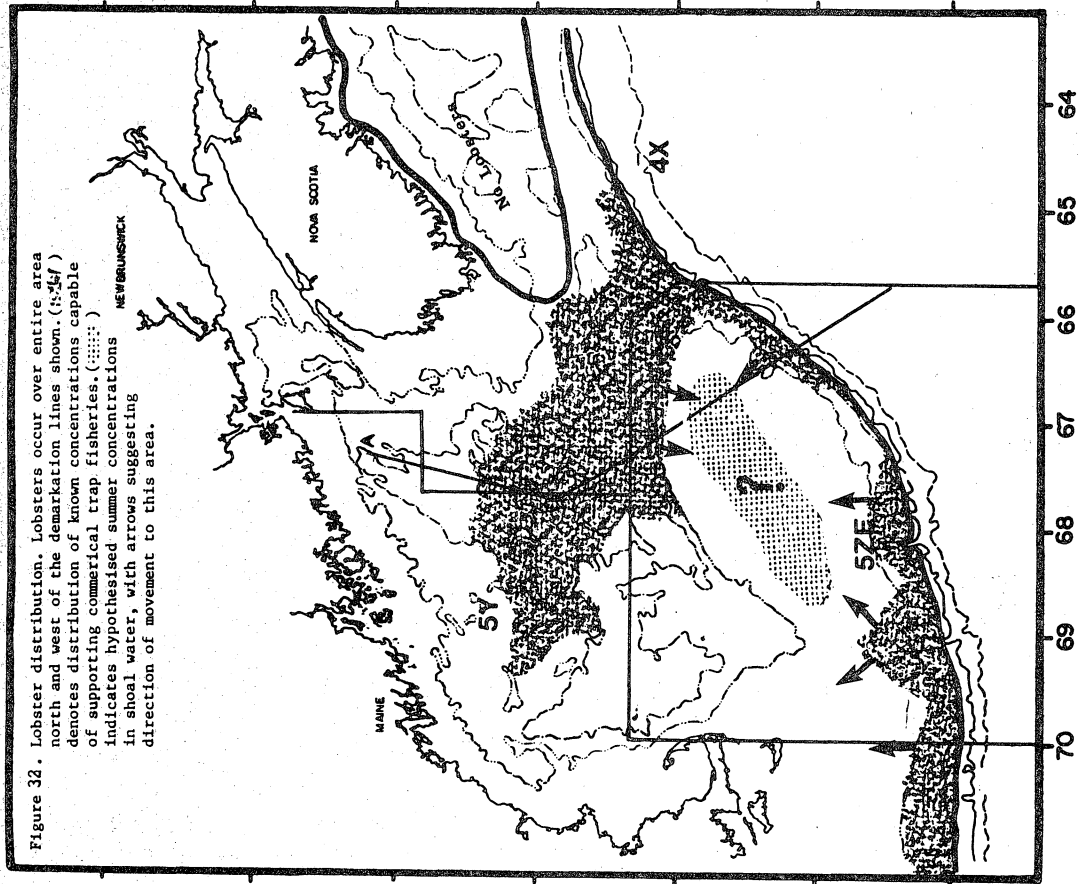 Figure 32. Lobster distribution. Lobsters occur over entire area
north and west of the demarkation lines shown. ( )
denotes distribution of known concentrations capable
of supporting commerical trap fisheries. ( )
indicates hypothesised summer concentrations
in shoal water, with arrows suggesting
direction of movement to this area.
NEW BRUNSWICK
NOVA SCOTIA
MAINE
No Lobsters
4X
5Y
A
?
5ZE
70 69 68 67 66 65 64